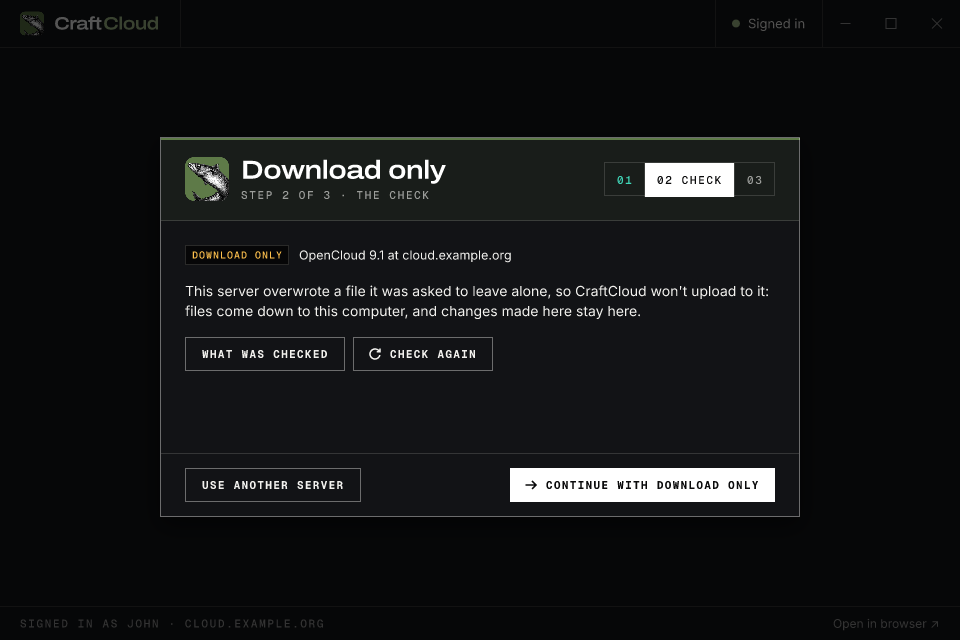 CraftCloud
Signed in
Download only
STEP 2 OF 3 · THE CHECK
01
02 CHECK
03
DOWNLOAD ONLY
OpenCloud 9.1 at cloud.example.org
This server overwrote a file it was asked to leave alone, so CraftCloud won't upload to it:
files come down to this computer, and changes made here stay here.
WHAT WAS CHECKED
CHECK AGAIN
USE ANOTHER SERVER
→ CONTINUE WITH DOWNLOAD ONLY
SIGNED IN AS JOHN · CLOUD.EXAMPLE.ORG
Open in browser ↗